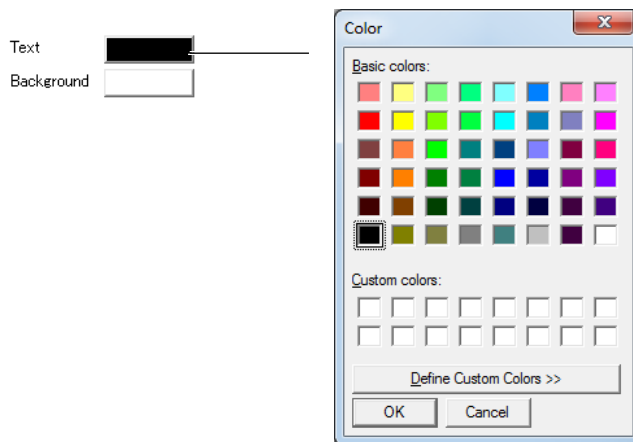 Text
Background
Color
Basic colors:
Custom colors:
Define Custom Colors >>
OK
Cancel